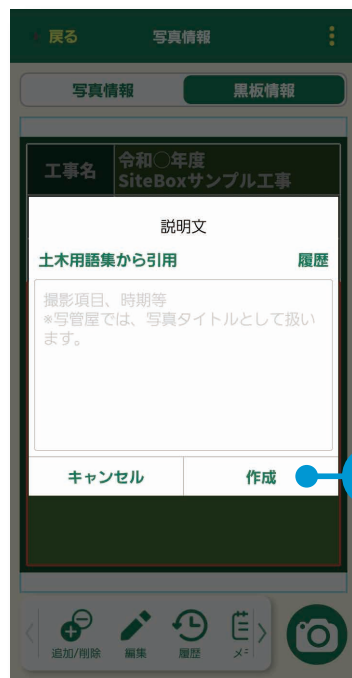 戻る
写真情報
写真情報
黒板情報
工事名
令和○年度
SiteBoxサンプル工事
説明文
土木用語集から引用
履歴
撮影項目、時期等
※写管屋では、写真タイトルとして扱い
ます。
キャンセル
作成
追加/削除
編集
履歴